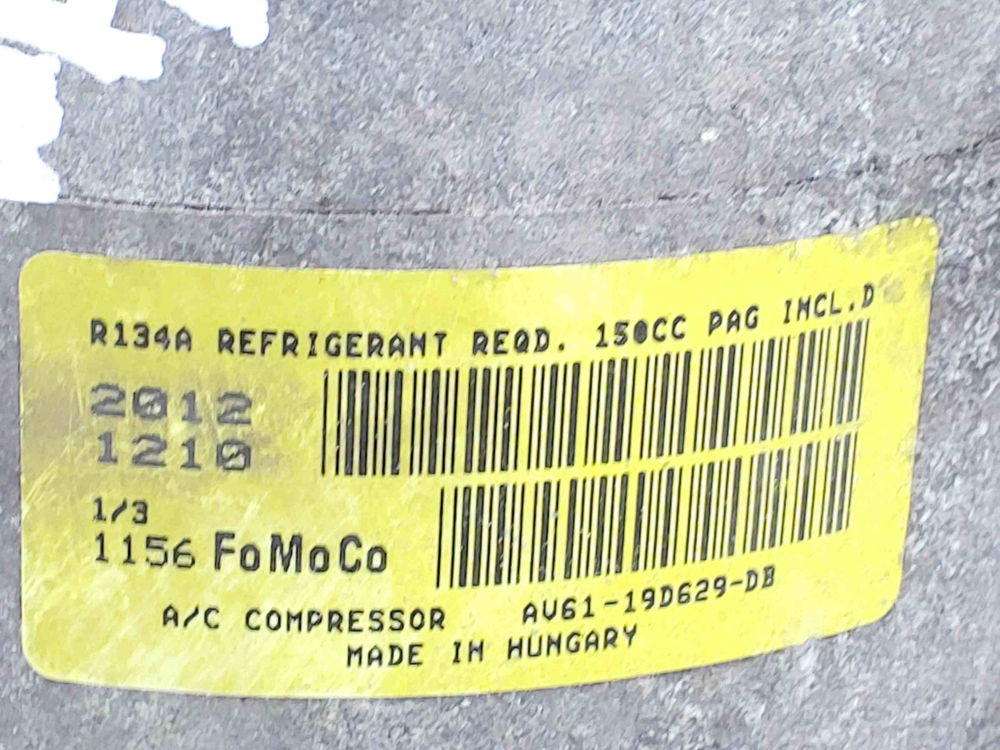 R134A REFRIGERANT REQD. 150CC PAG INCL.D
2012
1210
1/3
1156 FoMoCo
A/C COMPRESSOR AV61-19D629-DB
MADE IN HUNGARY